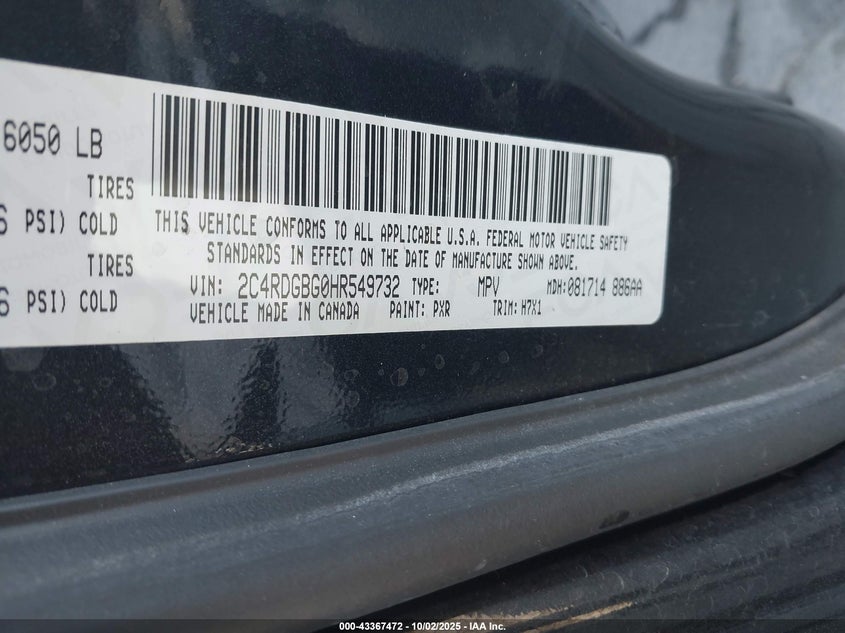 6050 LB
TIRES
6 PSI) COLD
TIRES
6 PSI) COLD
THIS VEHICLE CONFORMS TO ALL APPLICABLE U.S.A. FEDERAL MOTOR VEHICLE SAFETY
STANDARDS IN EFFECT ON THE DATE OF MANUFACTURE SHOWN ABOVE.
VIN: 2C4RDGBG0HR549732 TYPE: MPV MDH:081714 886AA
VEHICLE MADE IN CANADA PAINT: PXR TRIM: H7X1
000-43367472 - 10/02/2025 - IAA Inc.